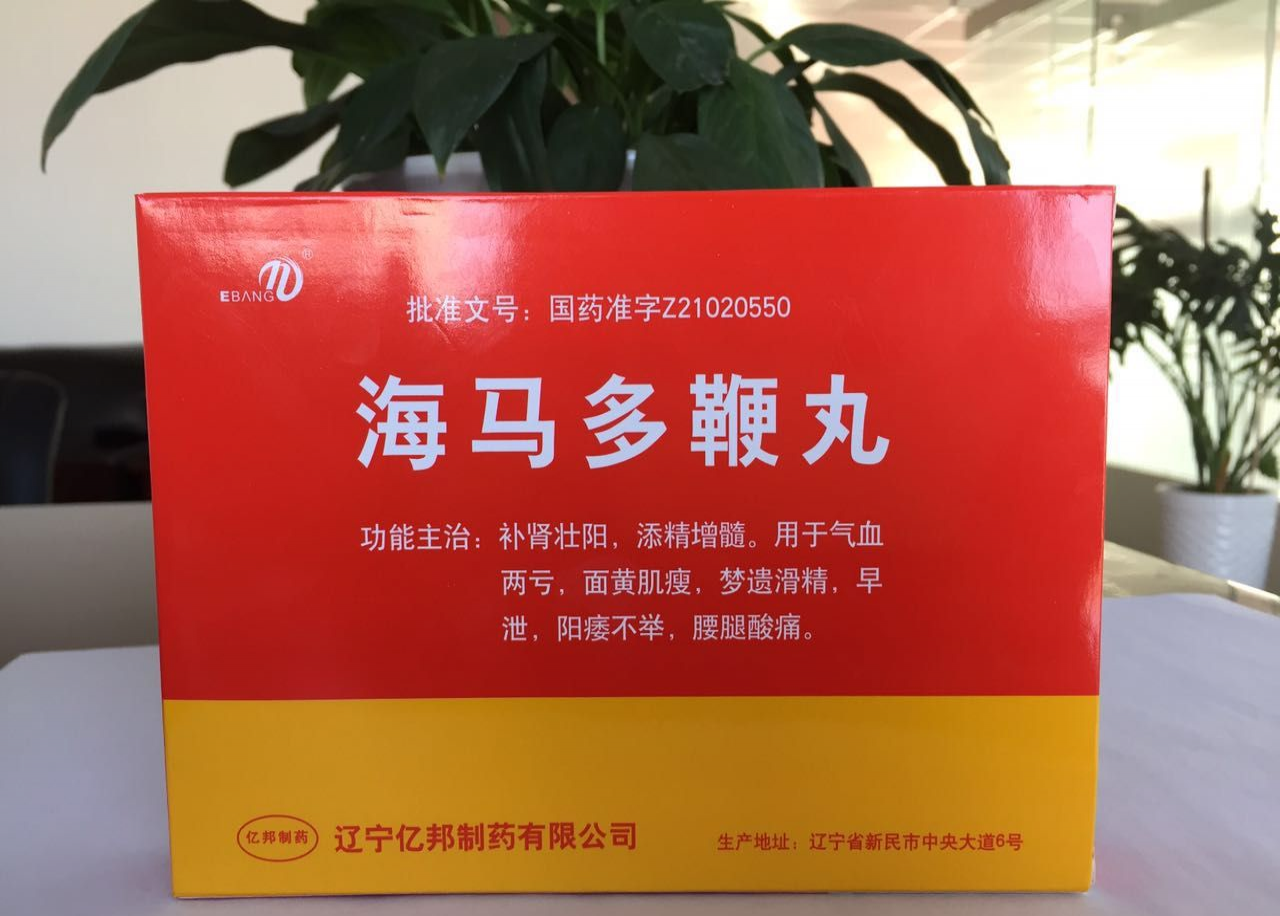 EBANG
®
批准文号：国药准字Z21020550
海马多鞭丸
功能主治：补肾壮阳，添精增髓。用于气血
两亏，面黄肌瘦，梦遗滑精，早
泄，阳痿不举，腰腿酸痛。
亿邦制药 辽宁亿邦制药有限公司
生产地址：辽宁省新民市中央大道6号